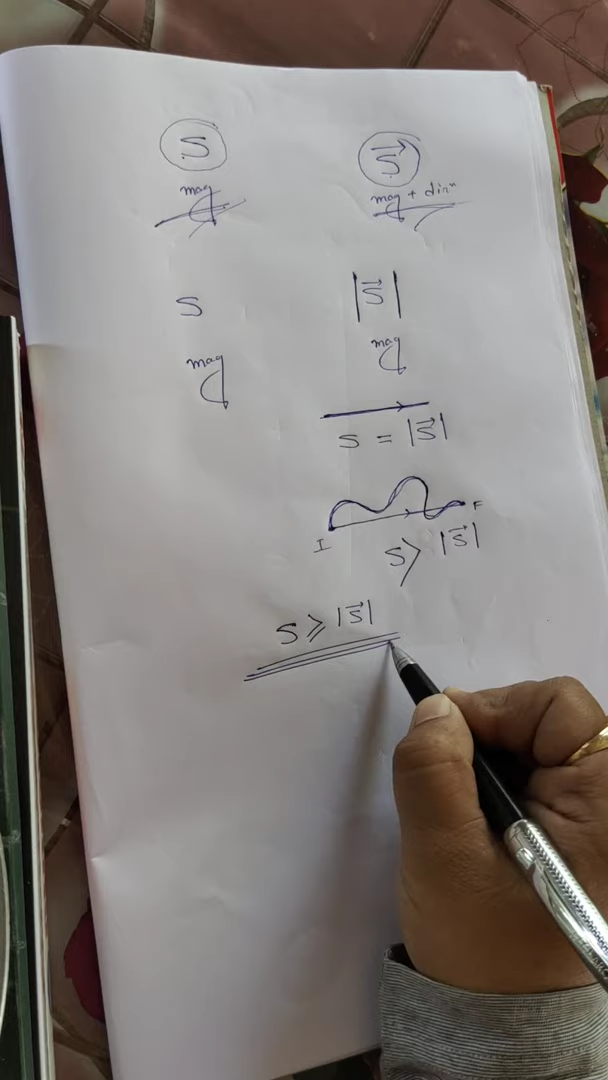 S S⃗
mag mag + dirⁿ
S |S⃗|
mag mag
S = |S⃗|
I F
S > |S⃗|
S ⩾ |S⃗|